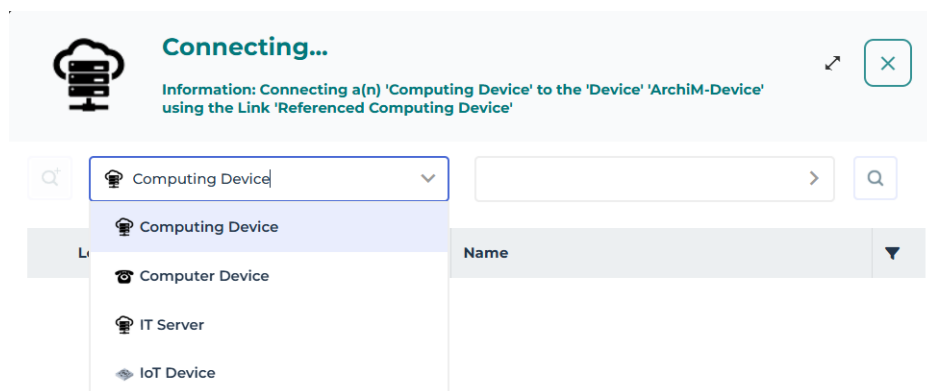 Connecting...
Information: Connecting a(n) 'Computing Device' to the 'Device' 'ArchiM-Device'
using the Link 'Referenced Computing Device'
Computing Device
Computing Device
Name
Computer Device
IT Server
IoT Device